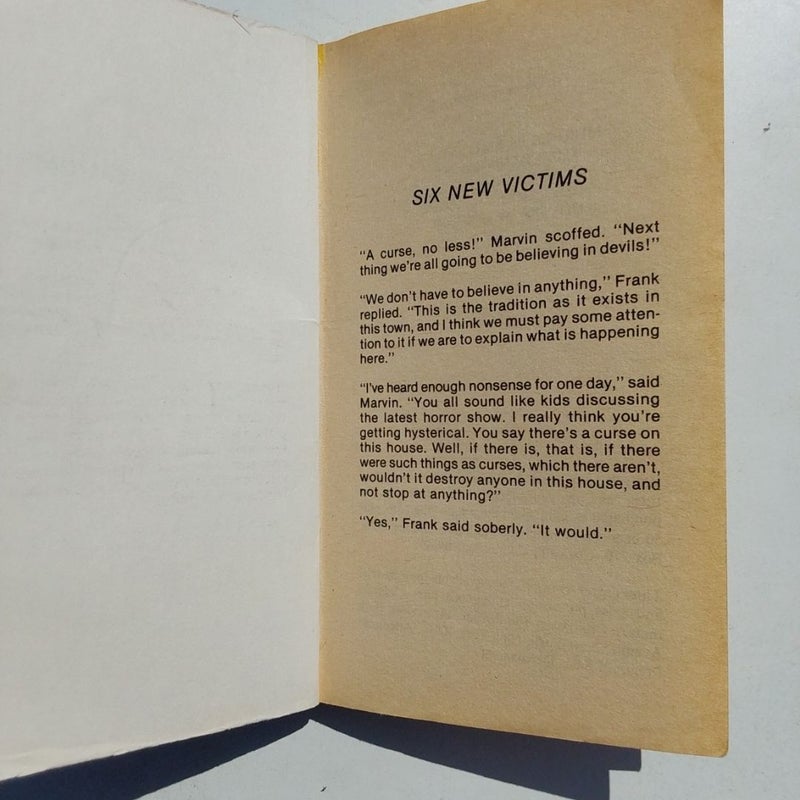 SIX NEW VICTIMS
“A curse, no less!” Marvin scoffed. “Next
thing we're all going to be believing in devils!”
“We don't have to believe in anything,” Frank
replied. “This is the tradition as it exists in
this town, and I think we must pay some atten-
tion to it if we are to explain what is happening
here.”
“I've heard enough nonsense for one day,” said
Marvin. “You all sound like kids discussing
the latest horror show. I really think you're
getting hysterical. You say there's a curse on
this house. Well, if there is, that is, if there
were such things as curses, which there aren't,
wouldn't it destroy anyone in this house, and
not stop at anything?”
“Yes,” Frank said soberly. “It would.”